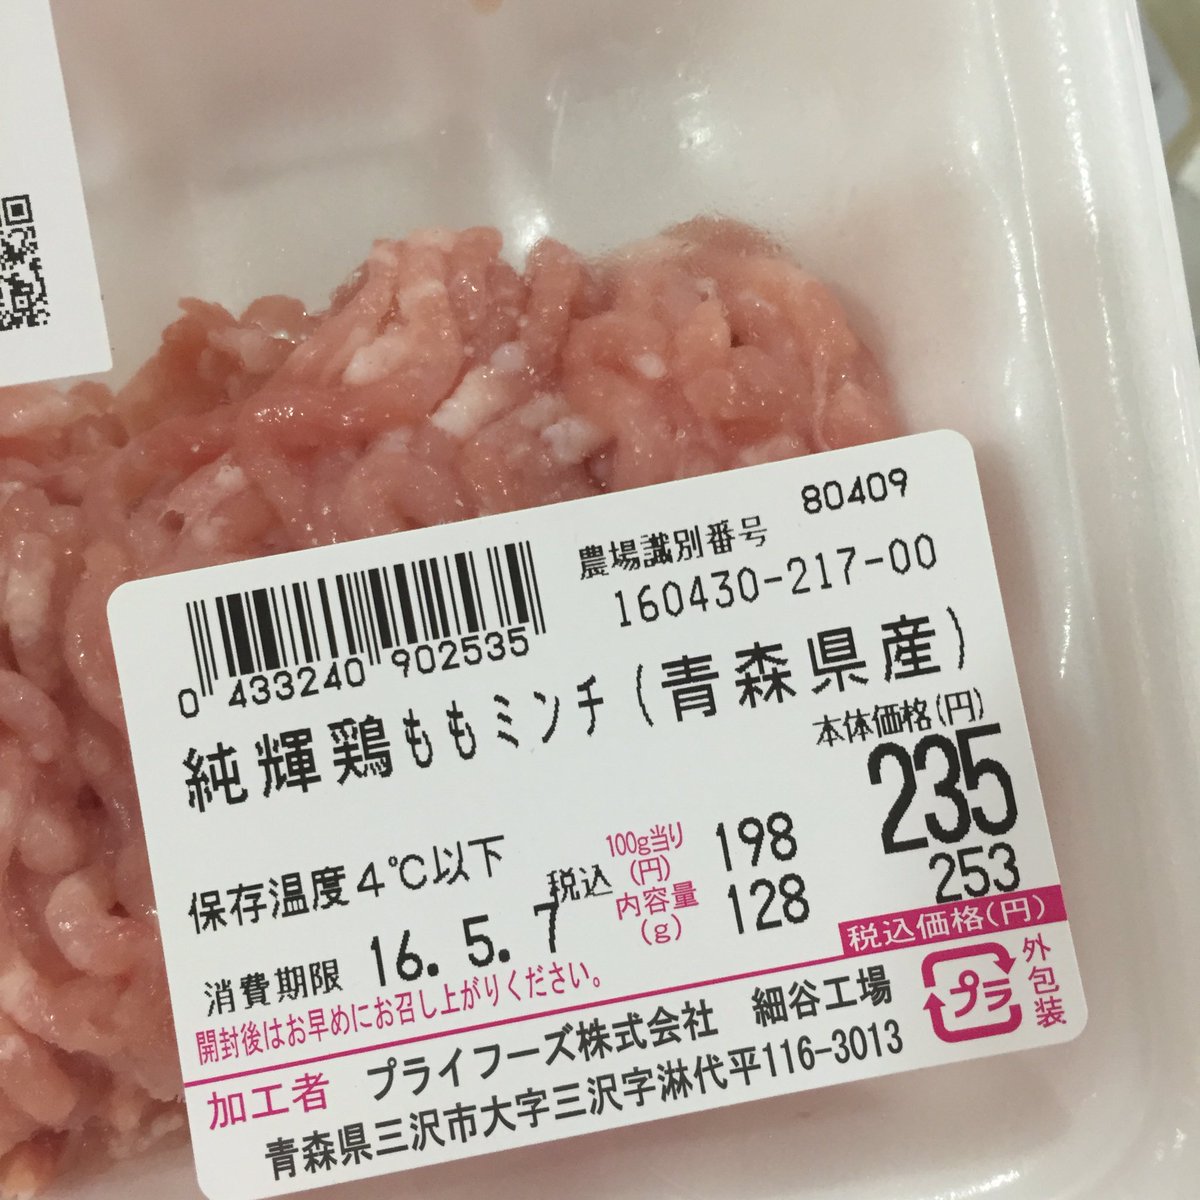 80409
農場識別番号
160430-217-00
0 433240 902535
純輝鶏ももミンチ(青森県産)
本体価格(円)
235
保存温度4℃以下
税込
100g当り(円)
198
253
内容量(g)
128
税込価格(円)
消費期限 16. 5. 7
開封後はお早めにお召し上がりください。
プラ
外包装
加工者 プライフーズ株式会社 細谷工場
青森県三沢市大字三沢字淋代平116-3013